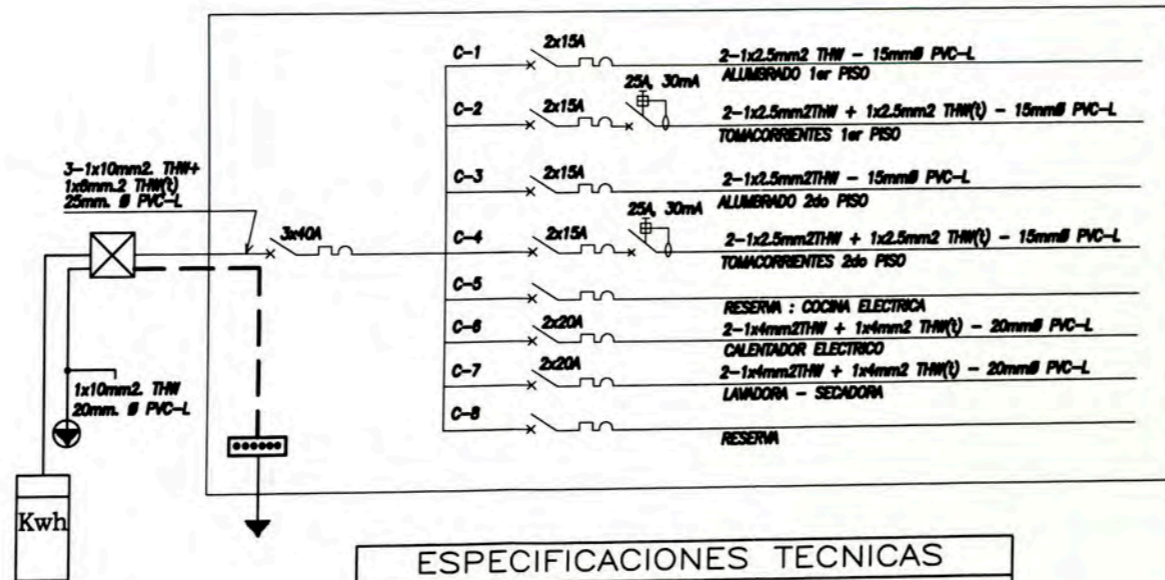 C-1
2x15A
2-1x2.5mm2 THW - 15mmØ PVC-L
ALUMBRADO 1er PISO
C-2
2x15A
25A, 30mA
2-1x2.5mm2THW + 1x2.5mm2 THW(t) - 15mmØ PVC-L
TOMACORRIENTES 1er PISO
3-1x10mm2. THW+
1x6mm.2 THW(t)
25mm. Ø PVC-L
C-3
2x15A
2-1x2.5mm2THW - 15mmØ PVC-L
ALUMBRADO 2do PISO
3x40A
C-4
2x15A
25A, 30mA
2-1x2.5mm2THW + 1x2.5mm2 THW(t) - 15mmØ PVC-L
TOMACORRIENTES 2do PISO
C-5
RESERVA : COCINA ELECTRICA
C-6
2x20A
2-1x4mm2THW + 1x4mm2 THW(t) - 20mmØ PVC-L
CALENTADOR ELECTRICO
C-7
2x20A
2-1x4mm2THW + 1x4mm2 THW(t) - 20mmØ PVC-L
LAVADORA - SECADORA
C-8
RESERVA
1x10mm2. THW
20mm. Ø PVC-L
Kwh
ESPECIFICACIONES TECNICAS